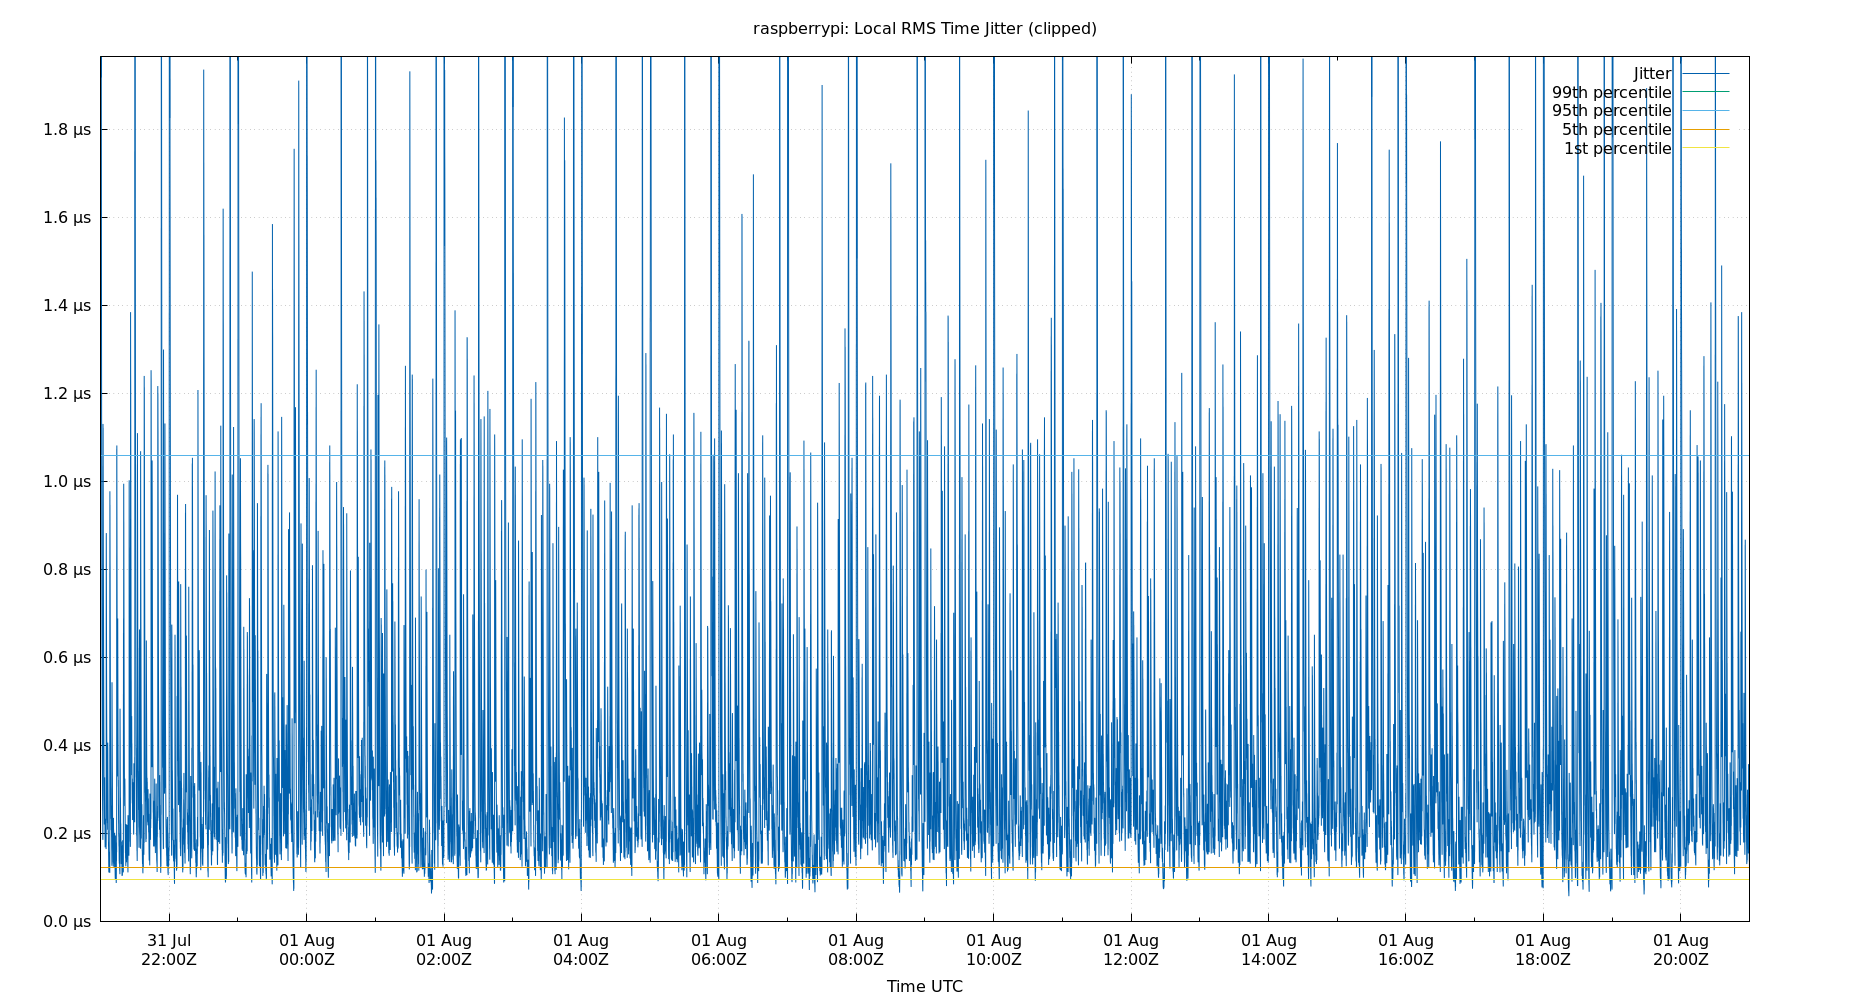 raspberrypi: Local RMS Time Jitter (clipped)
Jitter
99th percentile
95th percentile
5th percentile
1st percentile
1.8 µs
1.6 µs
1.4 µs
1.2 µs
1.0 µs
0.8 µs
0.6 µs
0.4 µs
0.2 µs
0.0 µs
31 Jul 01 Aug 01 Aug 01 Aug 01 Aug 01 Aug 01 Aug 01 Aug 01 Aug 01 Aug 01 Aug 01 Aug
22:00Z 00:00Z 02:00Z 04:00Z 06:00Z 08:00Z 10:00Z 12:00Z 14:00Z 16:00Z 18:00Z 20:00Z
Time UTC